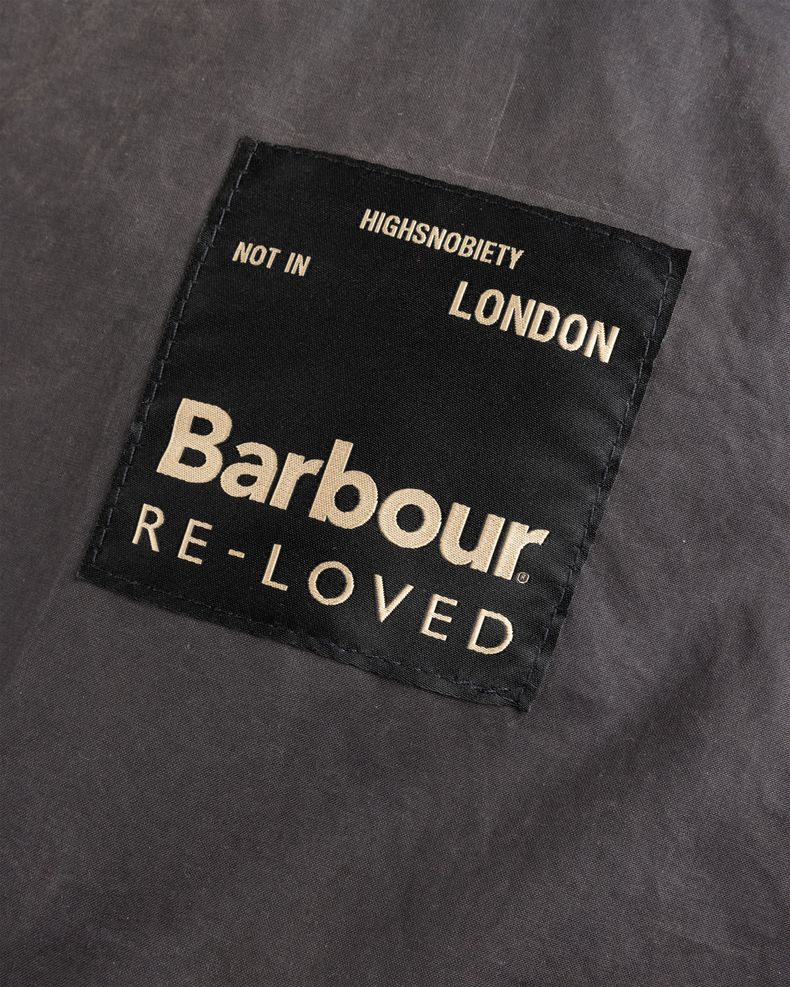 HIGHSNOBIETY
NOT IN
LONDON
Barbour®
RE-LOVED